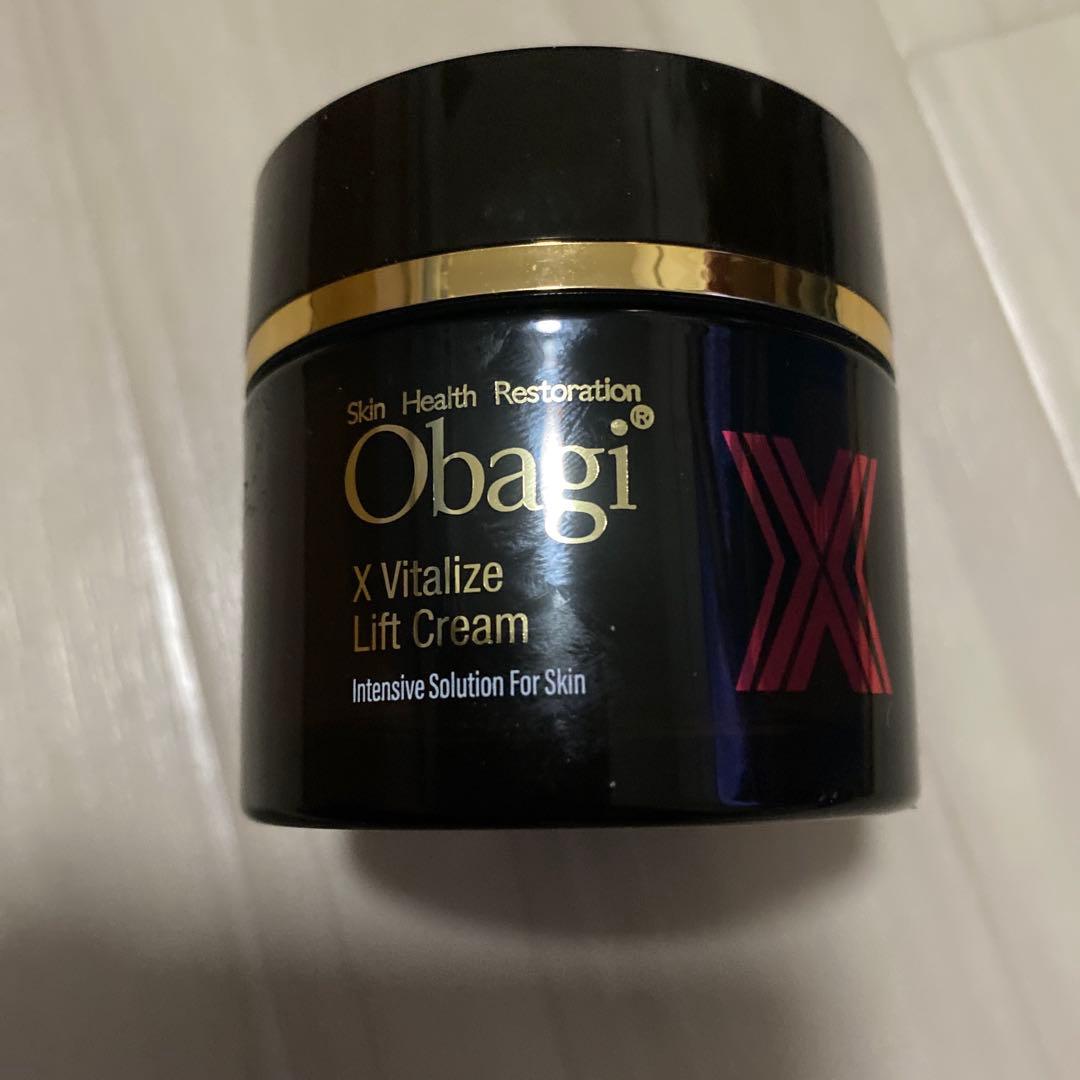 Skin Health Restoration
Obagi®
X Vitalize
Lift Cream
Intensive Solution For Skin
X